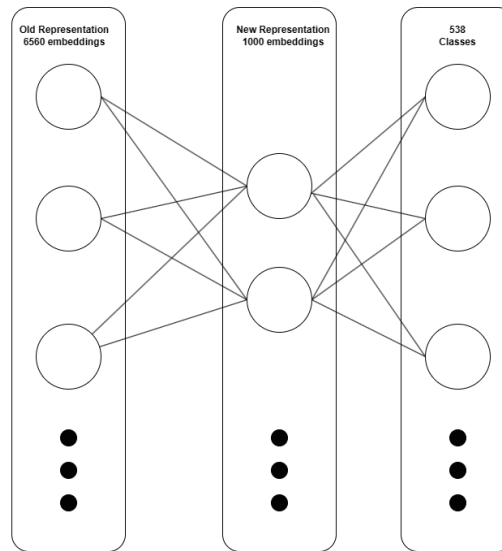 Old Representation
6560 embeddings
New Representation
1000 embeddings
538
Classes